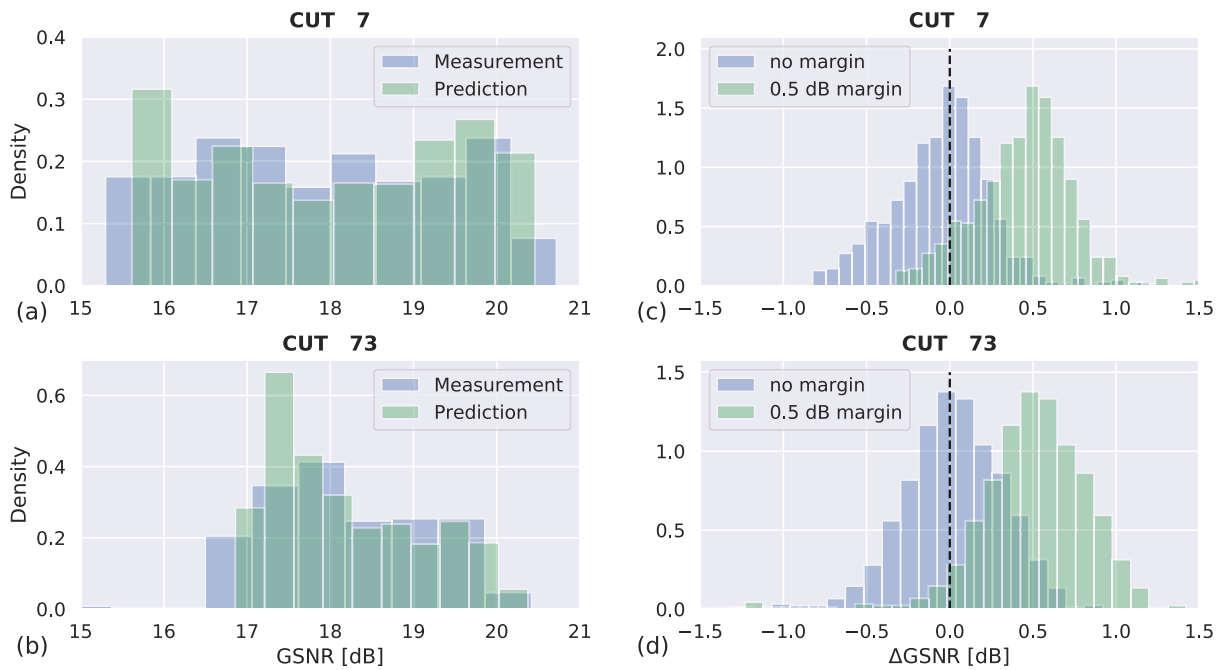 CUT 7
0.4
0.3
0.2
0.1
0.0
Density
Measurement
Prediction
15 16 17 18 19 20 21
(a)
CUT 7
2.0
1.5
1.0
0.5
0.0
no margin
0.5 dB margin
−1.5 −1.0 −0.5 0.0 0.5 1.0 1.5
(c)
CUT 73
0.6
0.4
0.2
0.0
Density
Measurement
Prediction
15 16 17 18 19 20 21
(b)
GSNR [dB]
CUT 73
1.5
1.0
0.5
0.0
no margin
0.5 dB margin
−1.5 −1.0 −0.5 0.0 0.5 1.0 1.5
(d)
ΔGSNR [dB]